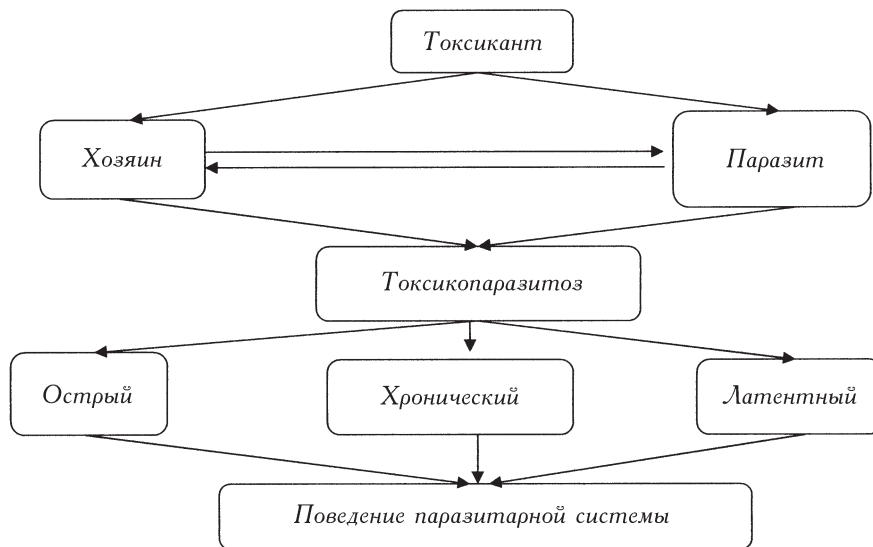 Токсикант
Хозяин
Паразит
Токсикопаразитоз
Острый
Хронический
Латентный
Поведение паразитарной системы